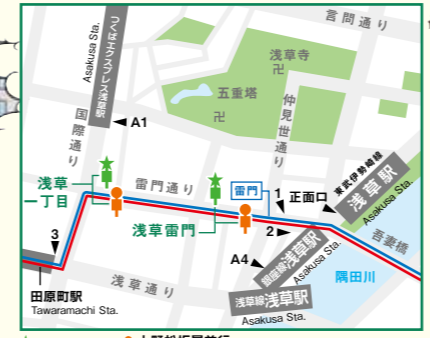 言問通り
つくばエクスプレス浅草駅
Asakusa Sta.
浅草寺
五重塔
仲見世通り
国際通り
A1
浅草
一丁目
雷門通り
浅草雷門
雷門
1
正面口
東武伊勢崎線
浅草駅
Asakusa Sta.
2
3
A4
銀座線浅草駅
Asakusa Sta.
吾妻橋
隅田川
浅草通り
浅草線浅草駅
Asakusa Sta.
田原町駅
Tawaramachi Sta.